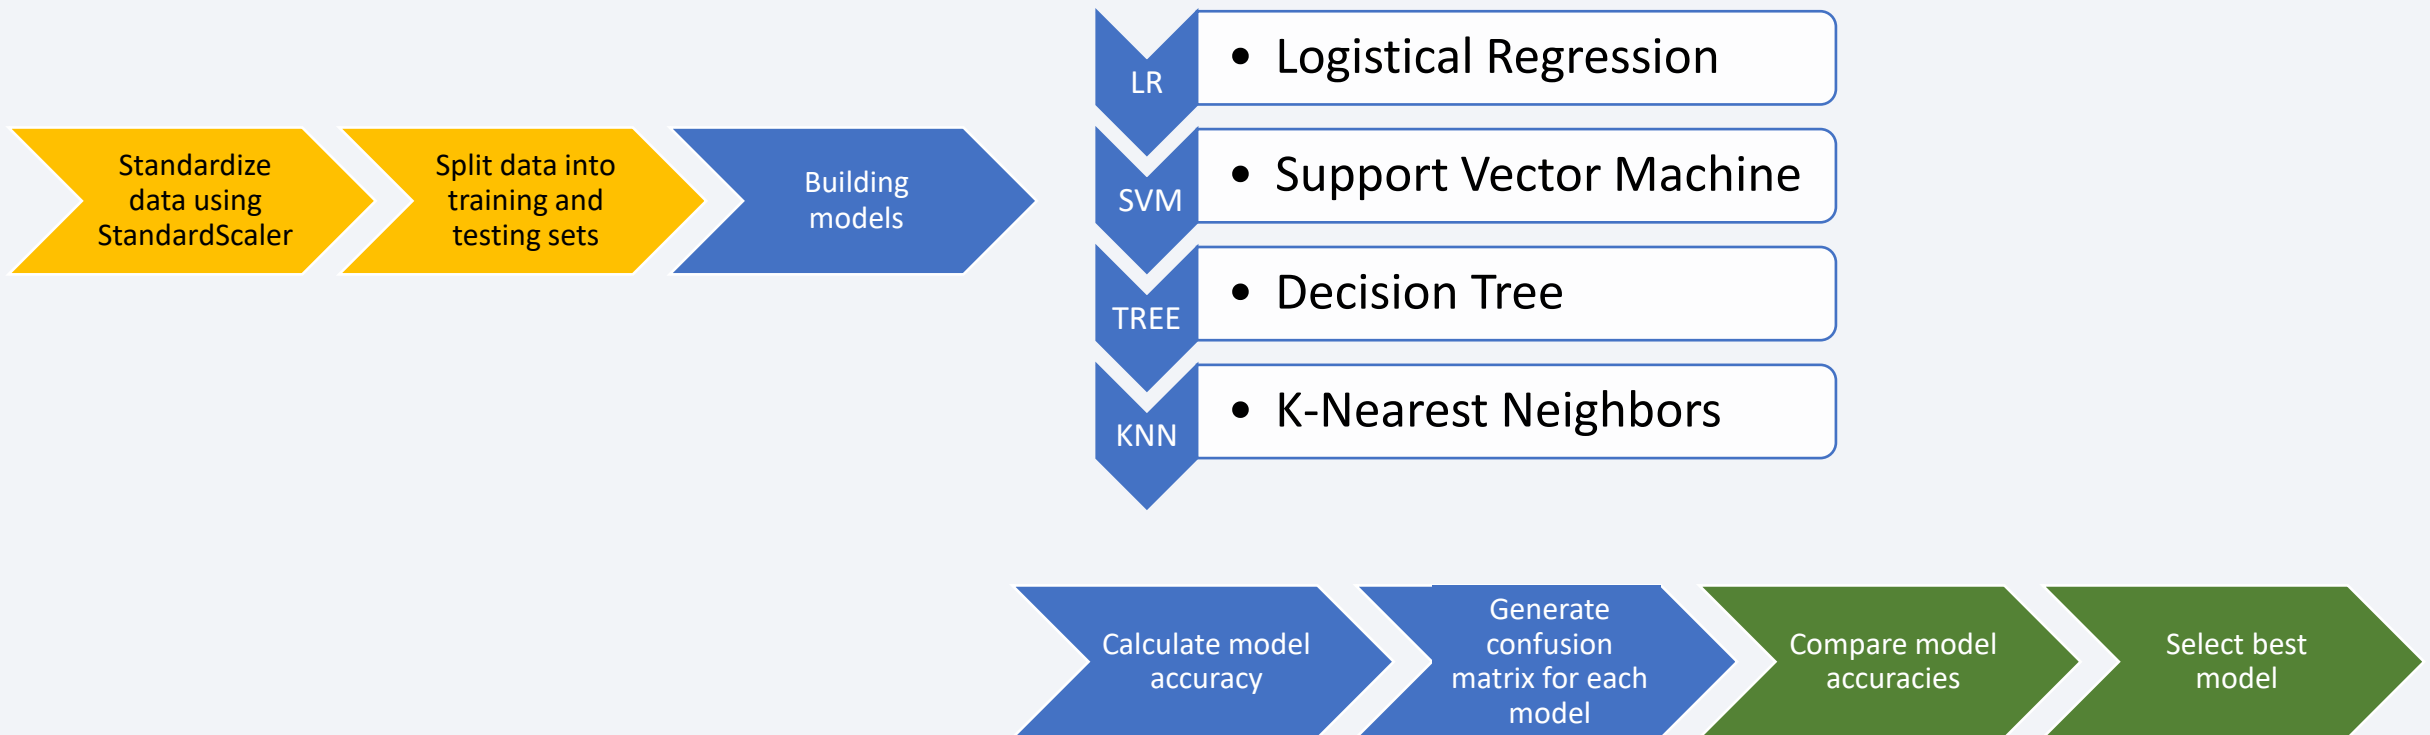 Standardize
data using
StandardScaler
Split data into
training and
testing sets
Building
models
LR
• Logistical Regression
SVM
• Support Vector Machine
TREE
• Decision Tree
KNN
• K-Nearest Neighbors
Calculate model
accuracy
Generate
confusion
matrix for each
model
Compare model
accuracies
Select best
model